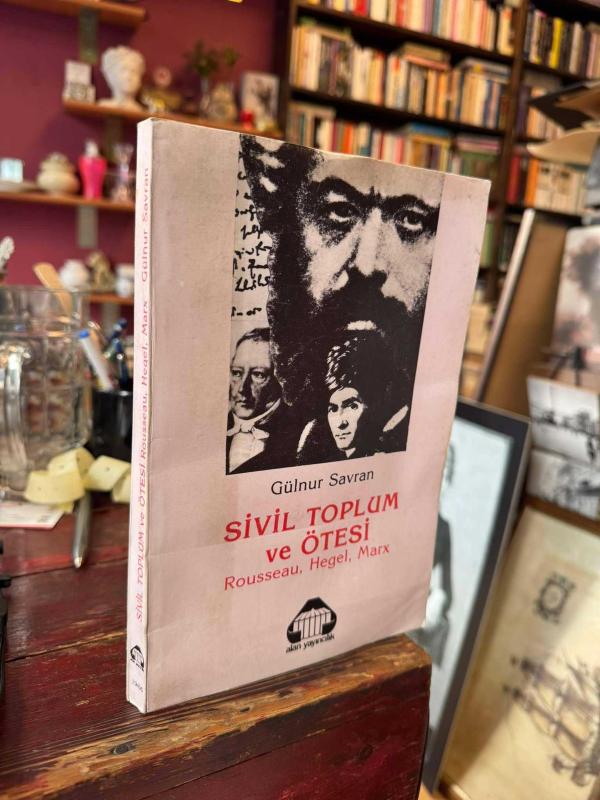 Gülnur Savran
SİVİL TOPLUM
ve ÖTESİ
Rousseau, Hegel, Marx
alan yayıncılık
SİVİL TOPLUM ve ÖTESİ Rousseau, Hegel, Marx Gülnur Savran